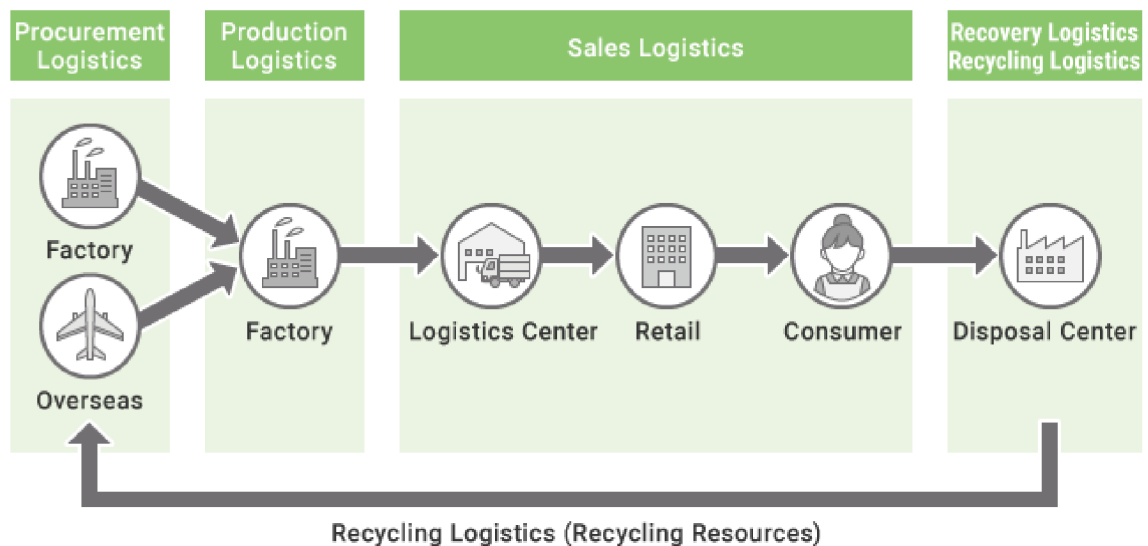 Procurement
Logistics
Production
Logistics
Sales Logistics
Recovery Logistics
Recycling Logistics
Factory
Overseas
Factory
Logistics Center
Retail
Consumer
Disposal Center
Recycling Logistics (Recycling Resources)